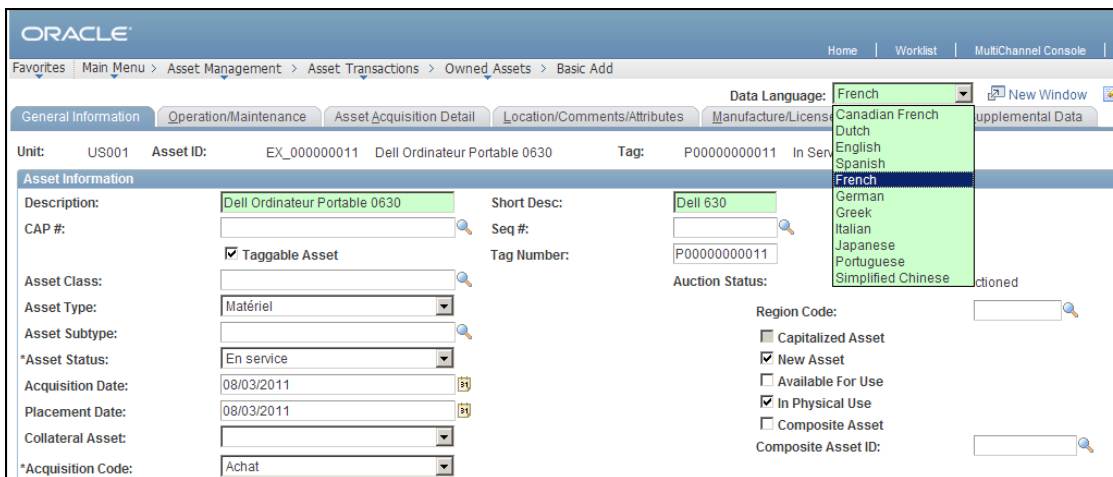 ORACLE
Home | Worklist | MultiChannel Console |
Favorites | Main Menu > Asset Management > Asset Transactions > Owned Assets > Basic Add
Data Language: French New Window
General Information Operation/Maintenance Asset Acquisition Detail Location/Comments/Attributes Manufacture/License upplemental Data
Canadian French
Dutch
English
Spanish
French
German
Greek
Italian
Japanese
Portuguese
Simplified Chinese
Unit: US001 Asset ID: EX_000000011 Dell Ordinateur Portable 0630 Tag: P00000000011 In Serv
Asset Information
Description: Dell Ordinateur Portable 0630 Short Desc: Dell 630
CAP #: Seq #:
Taggable Asset Tag Number: P00000000011
Asset Class: Auction Status: ctioned
Asset Type: Matériel Region Code:
Asset Subtype: Capitalized Asset
*Asset Status: En service New Asset
Acquisition Date: 08/03/2011 31 Available For Use
Placement Date: 08/03/2011 31 In Physical Use
Collateral Asset: Composite Asset
Composite Asset ID:
*Acquisition Code: Achat